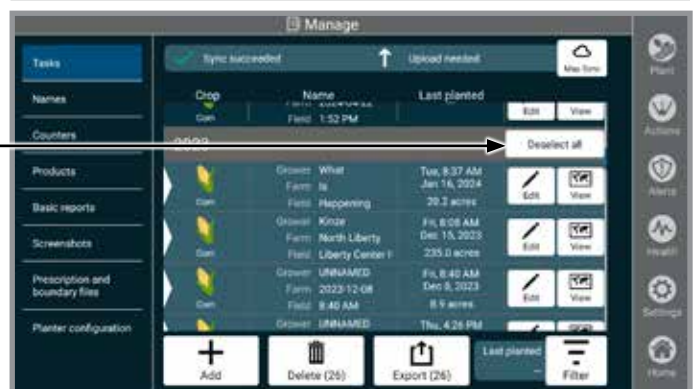 Manage
Tasks
Names
Counters
Products
Basic reports
Screenshots
Prescription and
boundary files
Planter configuration
Sync succeeded
Upload needed
Map Sync
Crop Name Last planted
Corn Field 1:52 PM Edit View
2023 Deselect all
Grower What Tue, 9:37 AM
Farm Is Jan 16, 2024
Corn Field Happening 20.2 acres Edit View
Grower Kinze Fri, 8:08 AM
Farm North Liberty Dec 15, 2023
Corn Field Liberty Center 235.0 acres Edit View
Grower UNNAMED Fri, 8:40 AM
Farm 2023-12-08 Dec 8, 2023
Corn Field 8:40 AM 8.9 acres Edit View
Grower UNNAMED Thu, 4:26 PM
Add
Delete (26)
Export (26)
Last planted
--
Filter
Plant
Actions
Alerts
Health
Settings
Home